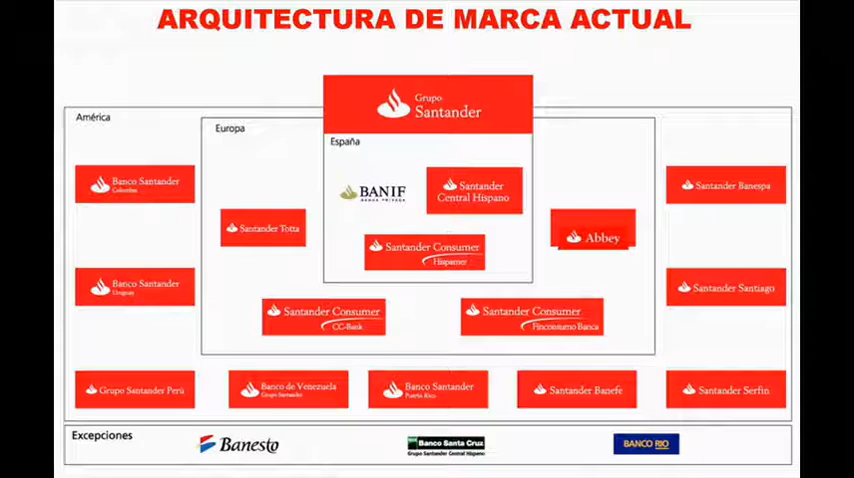 ARQUITECTURA DE MARCA ACTUAL
Grupo
Santander
América
Europa
España
Banco Santander
Colombia
BANIF
BANCA PRIVADA
Santander
Central Hispano
Santander Banespa
Santander Totta
Abbey
Santander Consumer
Hispamer
Banco Santander
Uruguay
Santander Santiago
Santander Consumer
CC-Bank
Santander Consumer
Finconsumo Banca
Grupo Santander Perú
Banco de Venezuela
Grupo Santander
Banco Santander
Puerto Rico
Santander Banefe
Santander Serfin
Excepciones
Banesto
Banco Santa Cruz
Grupo Santander Central Hispano
BANCO RIO